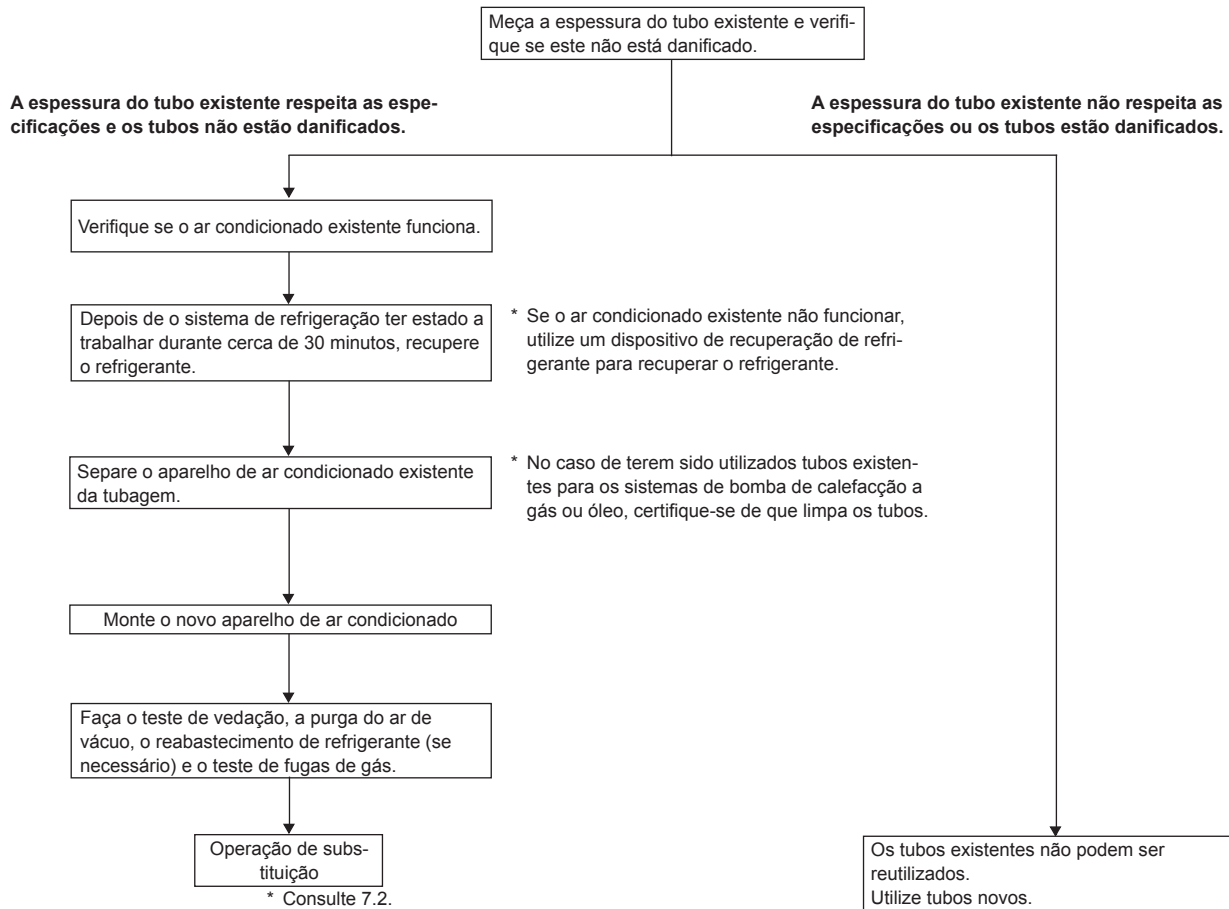 Meça a espessura do tubo existente e verifi-
que se este não está danificado.
A espessura do tubo existente respeita as espe-
cificações e os tubos não estão danificados.
A espessura do tubo existente não respeita as
especificações ou os tubos estão danificados.
Verifique se o ar condicionado existente funciona.
Depois de o sistema de refrigeração ter estado a
trabalhar durante cerca de 30 minutos, recupere
o refrigerante.
* Se o ar condicionado existente não funcionar,
utilize um dispositivo de recuperação de refri-
gerante para recuperar o refrigerante.
Separe o aparelho de ar condicionado existente
da tubagem.
* No caso de terem sido utilizados tubos existen-
tes para os sistemas de bomba de calefacção a
gás ou óleo, certifique-se de que limpa os tubos.
Monte o novo aparelho de ar condicionado
Faça o teste de vedação, a purga do ar de
vácuo, o reabastecimento de refrigerante (se
necessário) e o teste de fugas de gás.
Operação de subs-
tituição
* Consulte 7.2.
Os tubos existentes não podem ser
reutilizados.
Utilize tubos novos.